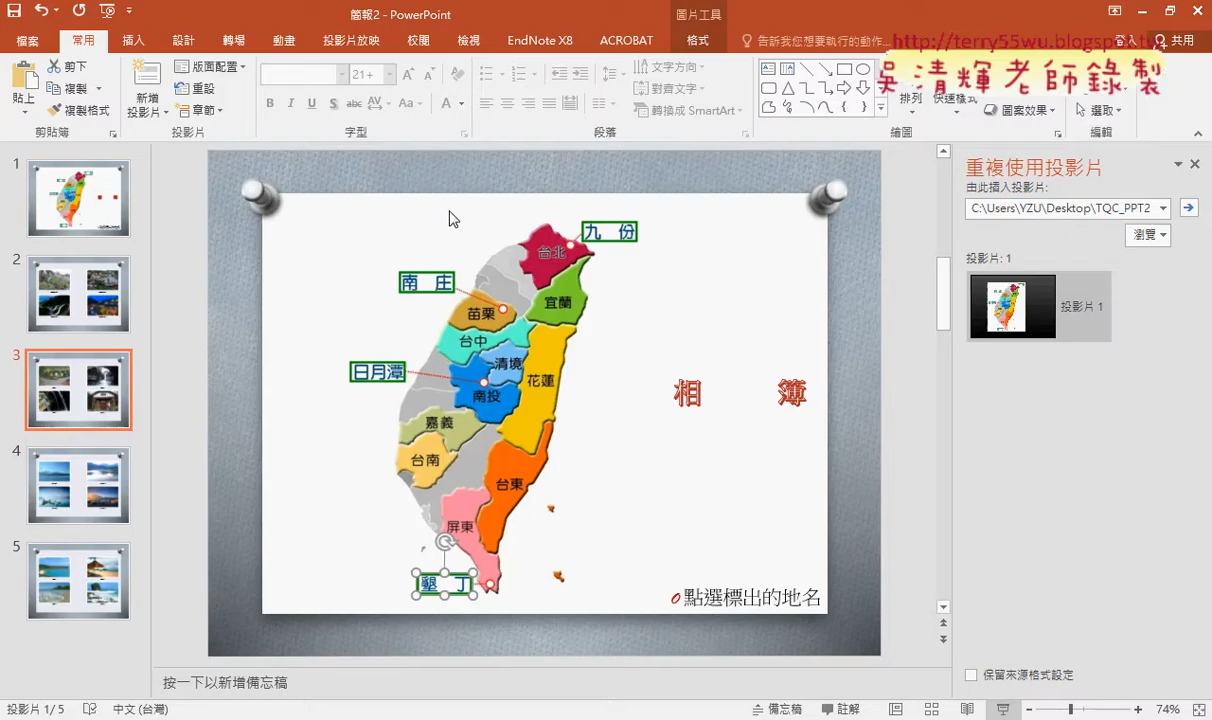 簡報2 - PowerPoint
圖片工具
檔案
常用
插入
設計
轉場
動畫
投影片放映
校閱
檢視
EndNote X8
ACROBAT
格式
告訴我您想要執行的動作...
登入
共用
http://terry55wu.blogspot.tw
吳清輝老師錄製
貼上
剪下
複製
複製格式
剪貼簿
新增
投影片
版面配置
重設
章節
投影片
21+
B I U S abc AV Aa A
字型
文字方向
對齊文字
轉換成 SmartArt
段落
排列
快速樣式
圖案效果
繪圖
選取
編輯
1
2
3
4
5
九 份
台北
南 庄
宜蘭
苗栗
台中
清境
日月潭
花蓮
南投
嘉義
台南
台東
屏東
墾 丁
相 簿
點選標出的地名
重複使用投影片
由此插入投影片:
C:\Users\YZU\Desktop\TQC_PPT2
瀏覽
投影片: 1
投影片 1
保留來源格式設定
按一下以新增備忘稿
投影片 1/5
中文 (台灣)
備忘稿
註解
74%